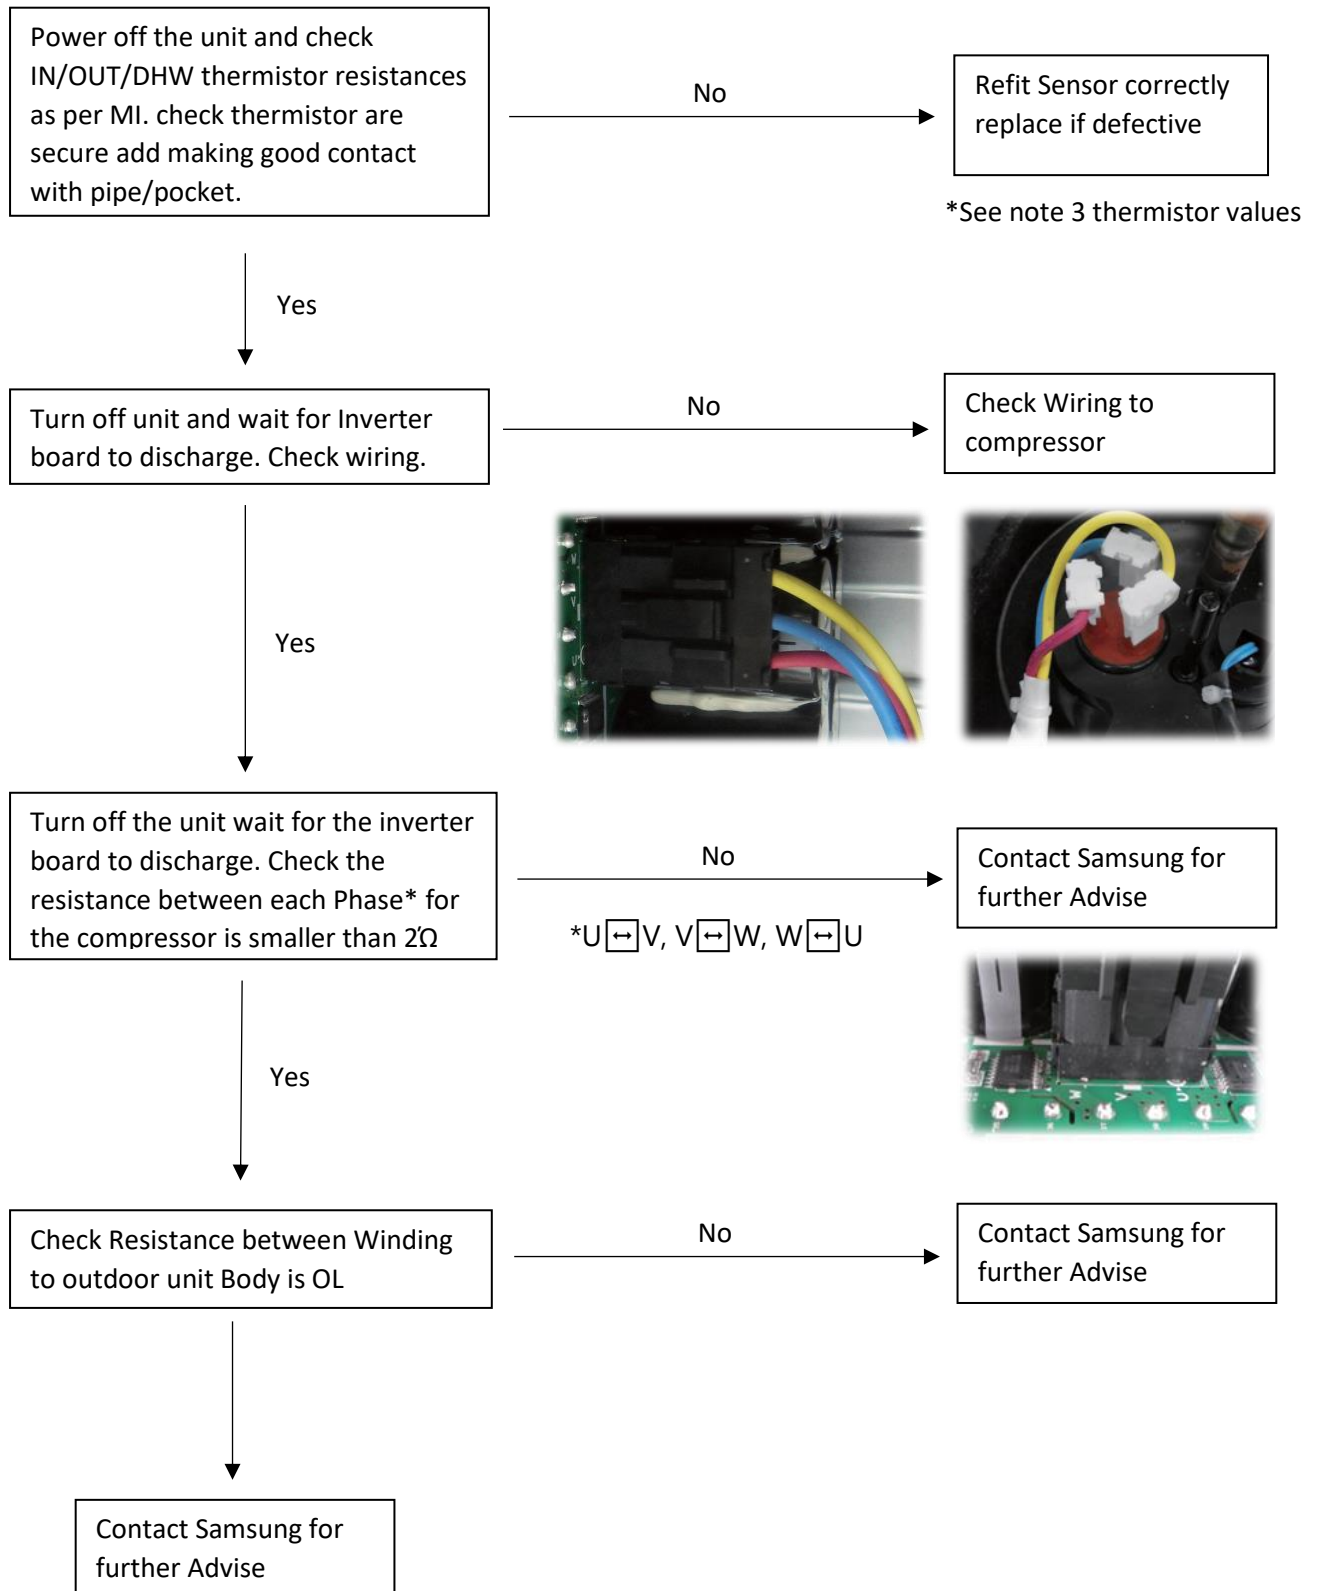 Power off the unit and check
IN/OUT/DHW thermistor resistances
as per MI. check thermistor are
secure add making good contact
with pipe/pocket.
No
Refit Sensor correctly
replace if defective
*See note 3 thermistor values
Yes
Turn off unit and wait for Inverter
board to discharge. Check wiring.
No
Check Wiring to
compressor
W
V
U
Yes
Turn off the unit wait for the inverter
board to discharge. Check the
resistance between each Phase* for
the compressor is smaller than 2Ω
No
*U↔V, V↔W, W↔U
Contact Samsung for
further Advise
W
V
U
Yes
Check Resistance between Winding
to outdoor unit Body is OL
No
Contact Samsung for
further Advise
Contact Samsung for
further Advise